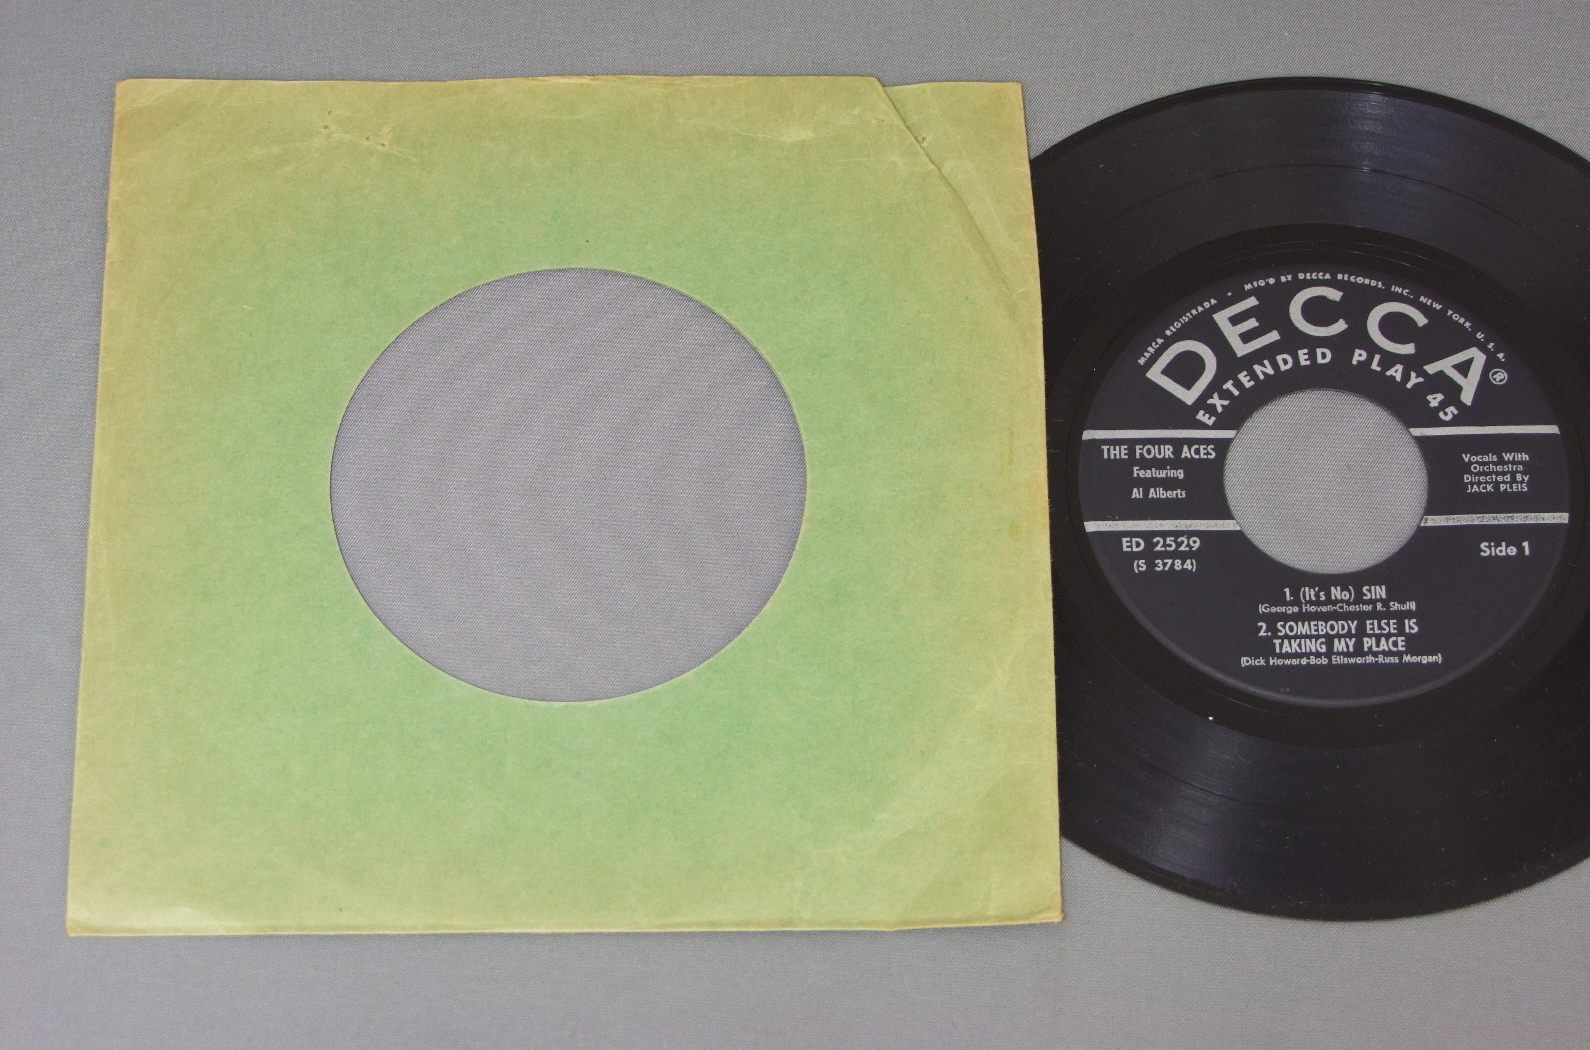 MARCA REGISTRADA • MFG'D BY DECCA RECORDS, INC., NEW YORK, U. S. A.
DECCA®
EXTENDED PLAY 45
THE FOUR ACES
Featuring
Al Alberts
Vocals With
Orchestra
Directed By
JACK PLEIS
ED 2529
(S 3784)
Side 1
1. (It's No) SIN
(George Hoven-Chester R. Shull)
2. SOMEBODY ELSE IS
TAKING MY PLACE
(Dick Howard-Bob Ellsworth-Russ Morgan)